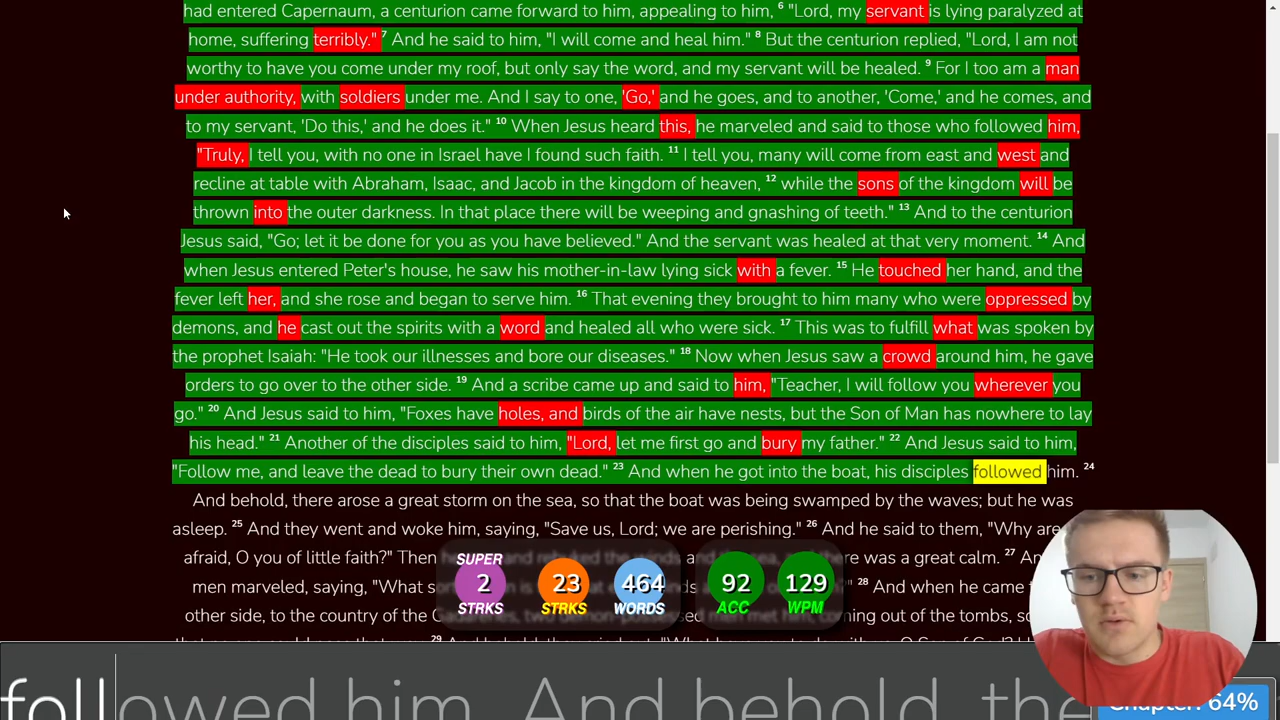 had entered Capernaum, a centurion came forward to him, appealing to him, 6 "Lord, my servant is lying paralyzed at
home, suffering terribly." 7 And he said to him, "I will come and heal him." 8 But the centurion replied, "Lord, I am not
worthy to have you come under my roof, but only say the word, and my servant will be healed. 9 For I too am a man
under authority, with soldiers under me. And I say to one, 'Go,' and he goes, and to another, 'Come,' and he comes, and
to my servant, 'Do this,' and he does it." 10 When Jesus heard this, he marveled and said to those who followed him,
"Truly, I tell you, with no one in Israel have I found such faith. 11 I tell you, many will come from east and west and
recline at table with Abraham, Isaac, and Jacob in the kingdom of heaven, 12 while the sons of the kingdom will be
thrown into the outer darkness. In that place there will be weeping and gnashing of teeth." 13 And to the centurion
Jesus said, "Go; let it be done for you as you have believed." And the servant was healed at that very moment. 14 And
when Jesus entered Peter's house, he saw his mother-in-law lying sick with a fever. 15 He touched her hand, and the
fever left her, and she rose and began to serve him. 16 That evening they brought to him many who were oppressed by
demons, and he cast out the spirits with a word and healed all who were sick. 17 This was to fulfill what was spoken by
the prophet Isaiah: "He took our illnesses and bore our diseases." 18 Now when Jesus saw a crowd around him, he gave
orders to go over to the other side. 19 And a scribe came up and said to him, "Teacher, I will follow you wherever you
go." 20 And Jesus said to him, "Foxes have holes, and birds of the air have nests, but the Son of Man has nowhere to lay
his head." 21 Another of the disciples said to him, "Lord, let me first go and bury my father." 22 And Jesus said to him,
"Follow me, and leave the dead to bury their own dead." 23 And when he got into the boat, his disciples followed him. 24
And behold, there arose a great storm on the sea, so that the boat was being swamped by the waves; but he was
asleep. 25 And they went and woke him, saying, "Save us, Lord; we are perishing." 26 And he said to them, "Why are
afraid, O you of little faith?" Then there was a great calm. 27
men marveled, saying, "What 28 And when he came
other side, to the country of the coming out of the tombs,
29
SUPER
2
STRKS
23
STRKS
464
WORDS
92
ACC
129
WPM
followed him. And behold, the
Chapter: 64%